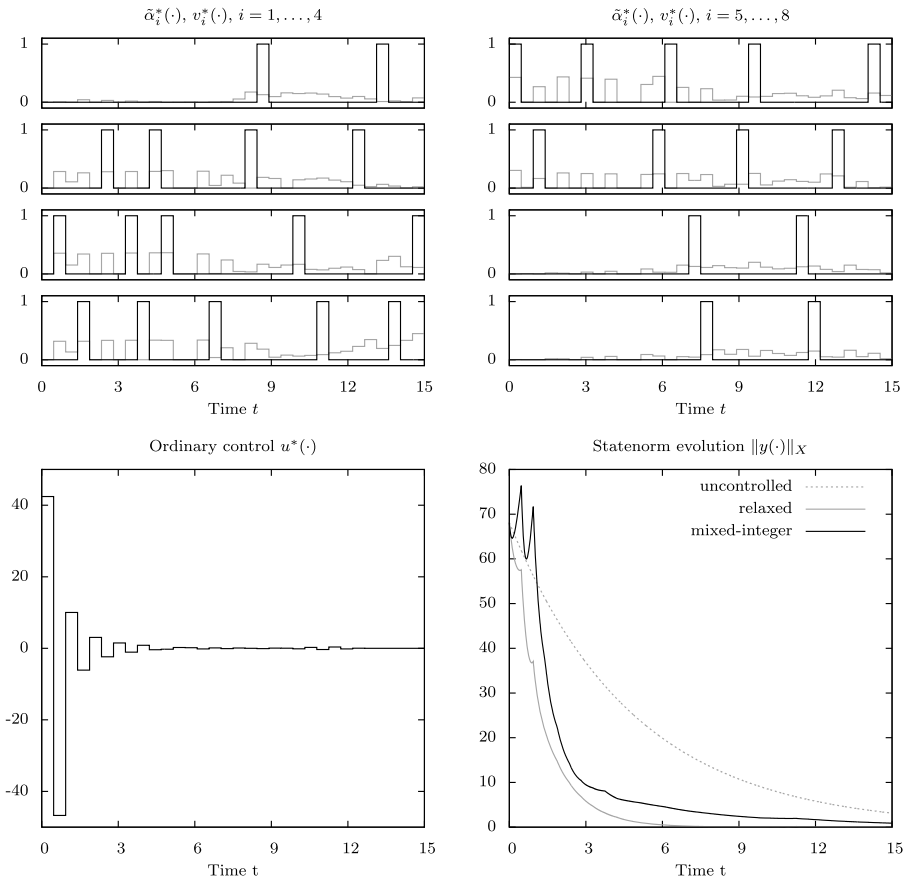 α̃*ᵢ(·), v*ᵢ(·), i = 1, . . . , 4
1
0
1
0
1
0
1
0
0 3 6 9 12 15
Time t
α̃*ᵢ(·), v*ᵢ(·), i = 5, . . . , 8
1
0
1
0
1
0
1
0
0 3 6 9 12 15
Time t
Ordinary control u*(·)
40
20
0
-20
-40
0 3 6 9 12 15
Time t
Statenorm evolution ‖y(·)‖X
80
70
60
50
40
30
20
10
0
uncontrolled
relaxed
mixed-integer
0 3 6 9 12 15
Time t